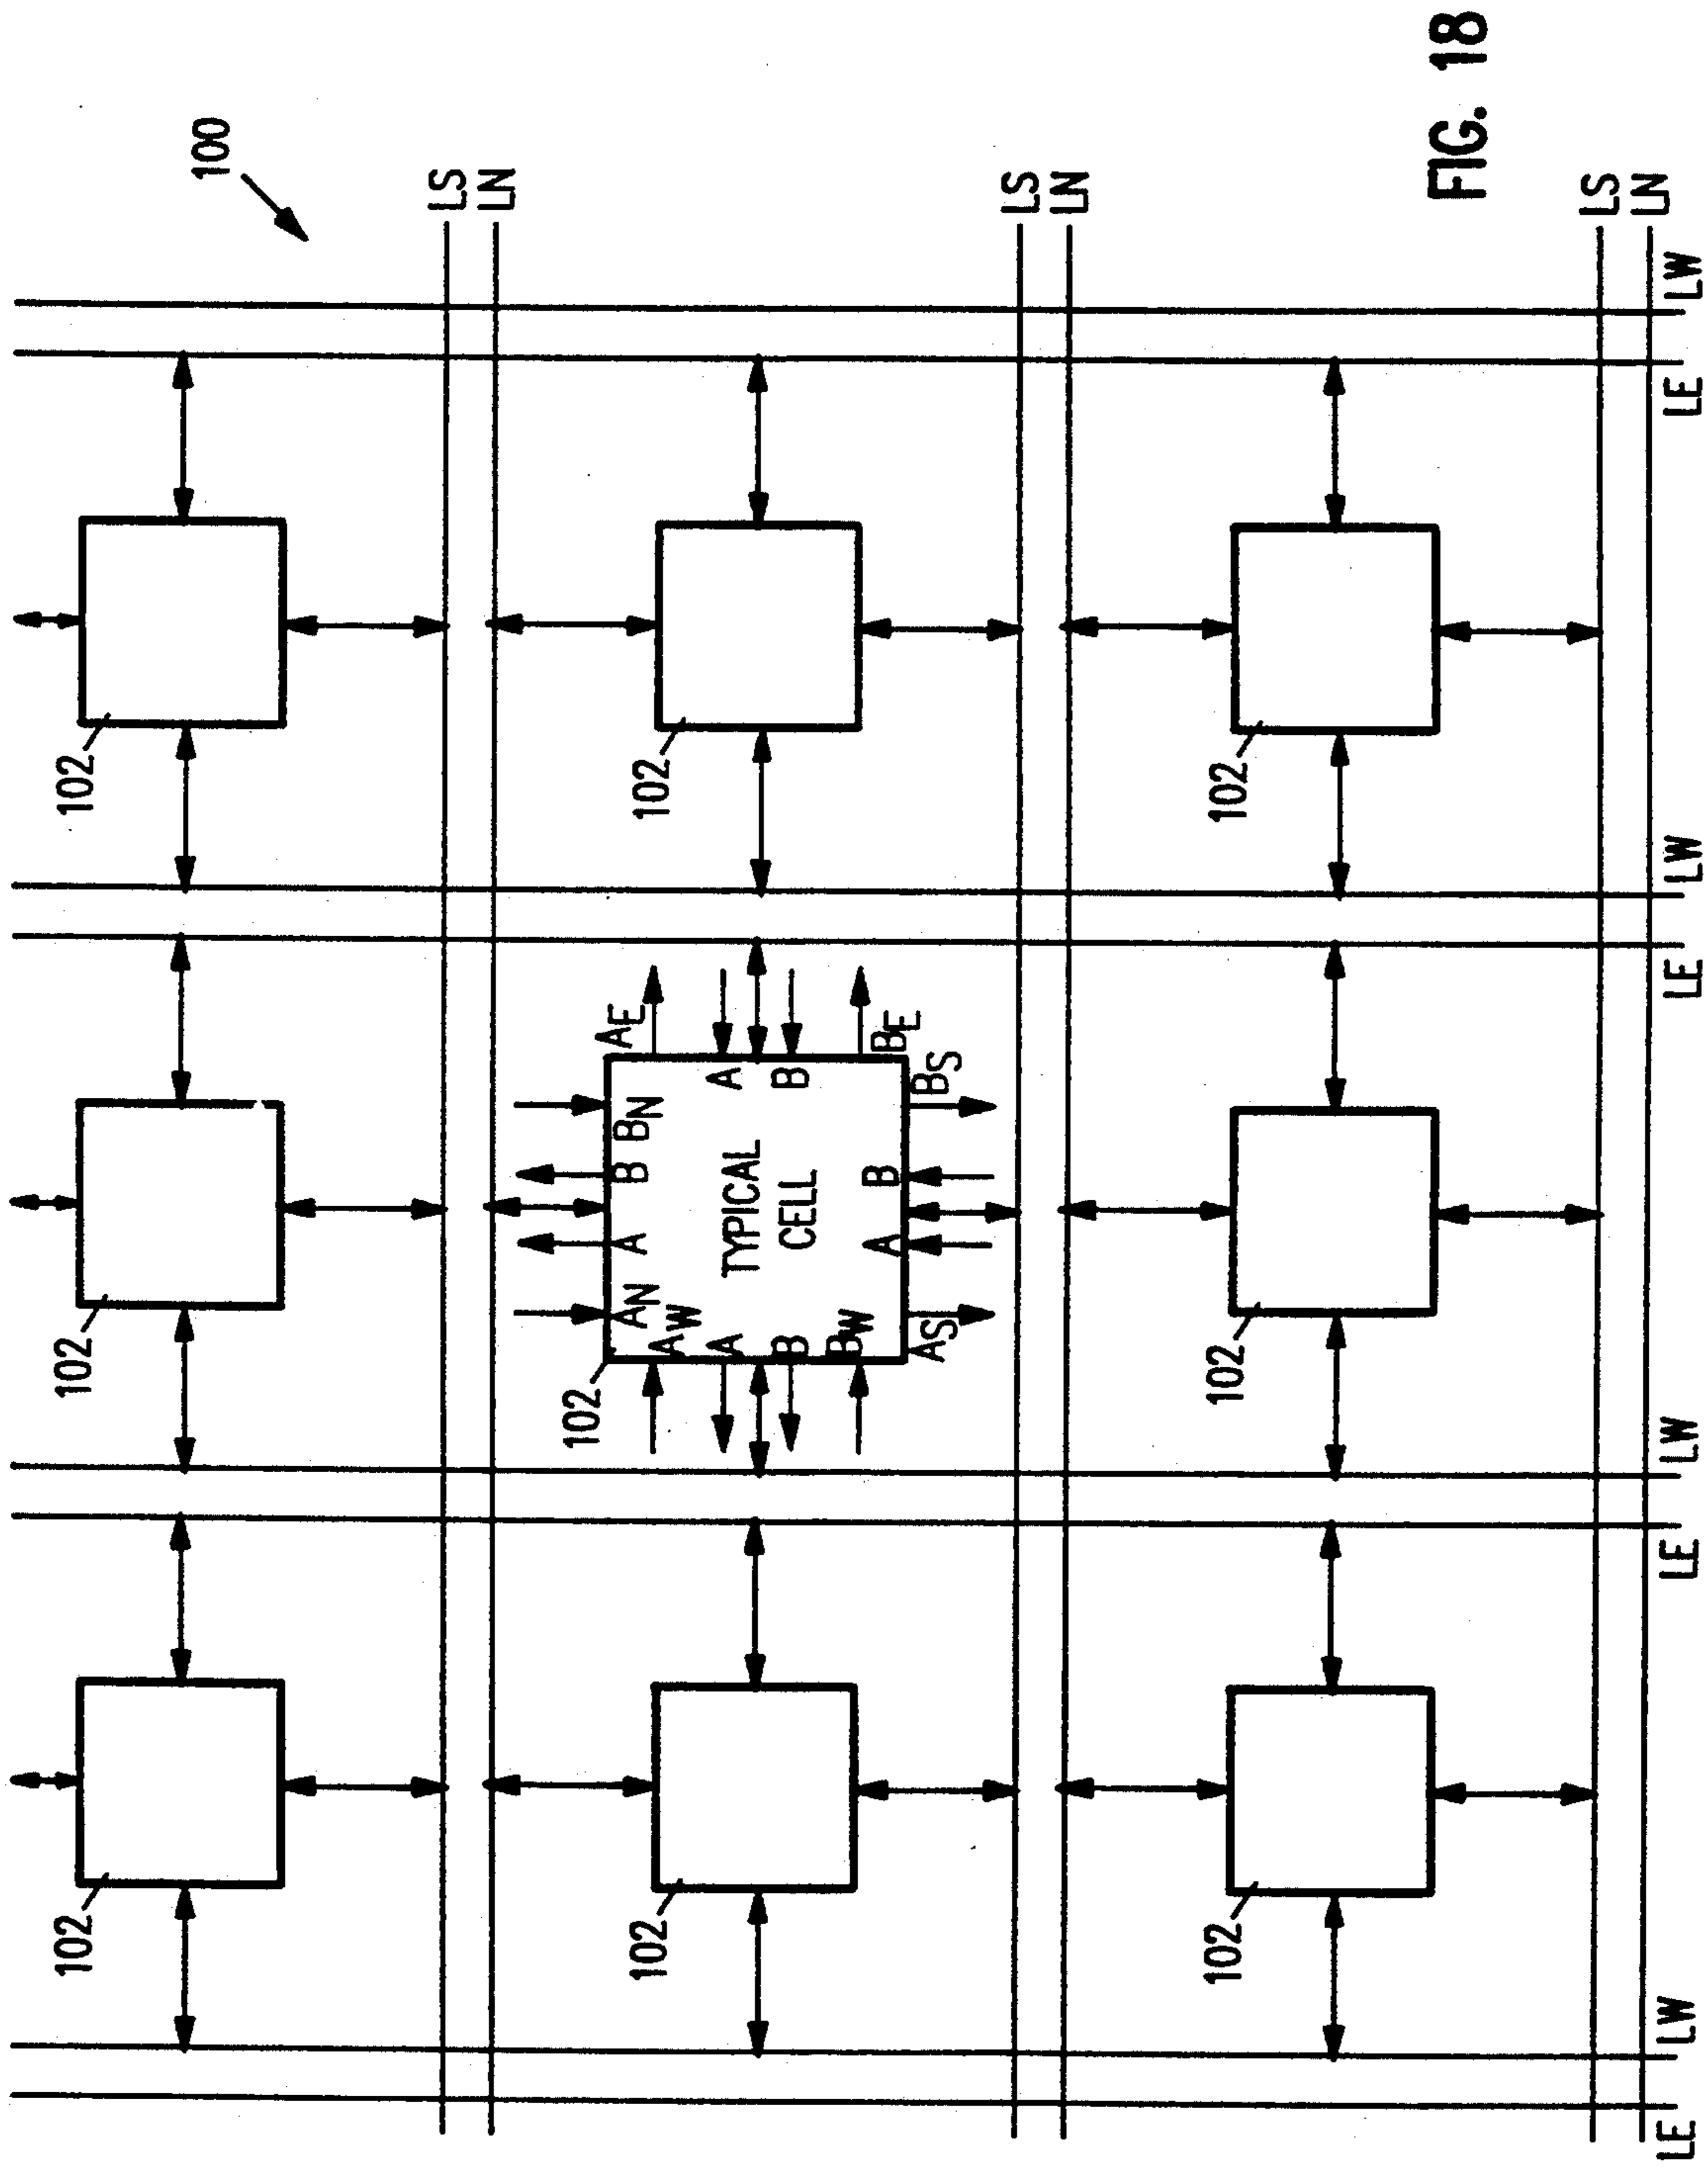 102 102 102
100
LS
LN
102
AE
102 AN A B BN 102
AW
A A
TYPICAL
B B
CELL
BW
A B
BE
AS BS
LS
LN
102 102 102
FIG. 18
LS
LN
LE LW LE LW LE LW LE LW